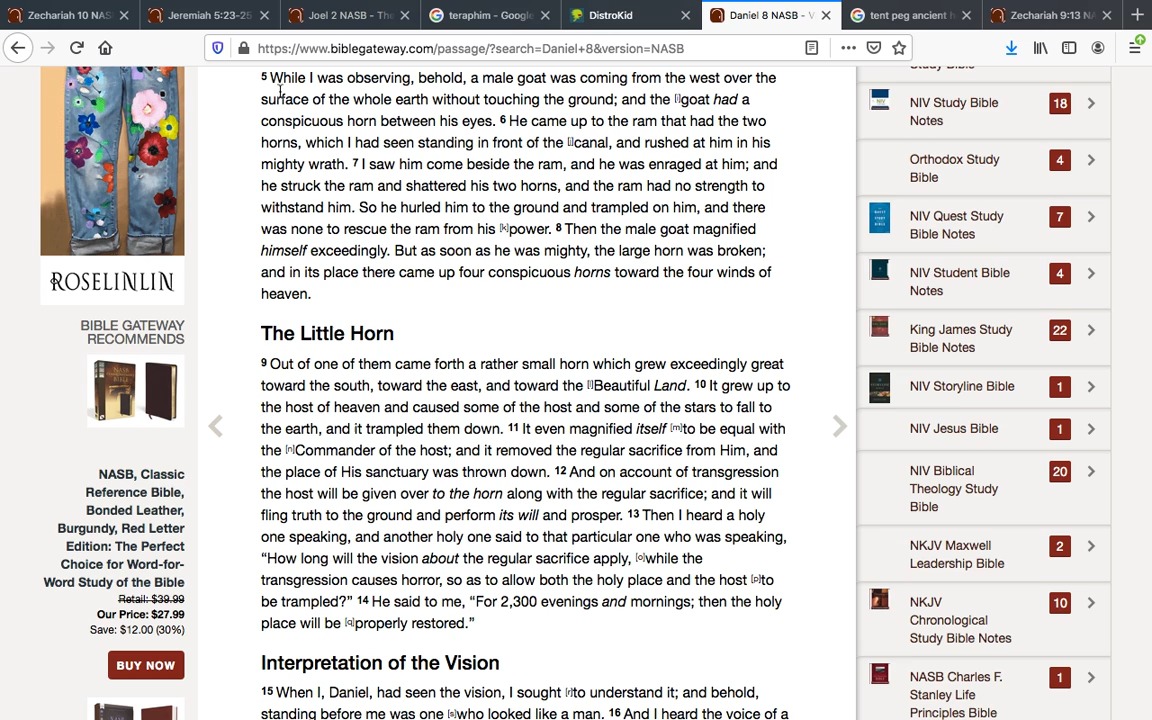 Zechariah 10 NAS
Jeremiah 5:23-25
Joel 2 NASB - The
teraphim - Google
DistroKid
Daniel 8 NASB - V
tent peg ancient h
Zechariah 9:13 NA
https://www.biblegateway.com/passage/?search=Daniel+8&version=NASB
5 While I was observing, behold, a male goat was coming from the west over the
surface of the whole earth without touching the ground; and the [i]goat had a
conspicuous horn between his eyes. 6 He came up to the ram that had the two
horns, which I had seen standing in front of the [j]canal, and rushed at him in his
mighty wrath. 7 I saw him come beside the ram, and he was enraged at him; and
he struck the ram and shattered his two horns, and the ram had no strength to
withstand him. So he hurled him to the ground and trampled on him, and there
was none to rescue the ram from his [k]power. 8 Then the male goat magnified
himself exceedingly. But as soon as he was mighty, the large horn was broken;
and in its place there came up four conspicuous horns toward the four winds of
heaven.
The Little Horn
9 Out of one of them came forth a rather small horn which grew exceedingly great
toward the south, toward the east, and toward the [l]Beautiful Land. 10 It grew up to
the host of heaven and caused some of the host and some of the stars to fall to
the earth, and it trampled them down. 11 It even magnified itself [m]to be equal with
the [n]Commander of the host; and it removed the regular sacrifice from Him, and
the place of His sanctuary was thrown down. 12 And on account of transgression
the host will be given over to the horn along with the regular sacrifice; and it will
fling truth to the ground and perform its will and prosper. 13 Then I heard a holy
one speaking, and another holy one said to that particular one who was speaking,
“How long will the vision about the regular sacrifice apply, [o]while the
transgression causes horror, so as to allow both the holy place and the host [p]to
be trampled?” 14 He said to me, “For 2,300 evenings and mornings; then the holy
place will be [q]properly restored.”
Interpretation of the Vision
15 When I, Daniel, had seen the vision, I sought [r]to understand it; and behold,
standing before me was one [s]who looked like a man. 16 And I heard the voice of a
ROSELINLIN
BIBLE GATEWAY
RECOMMENDS
NASB, Classic
Reference Bible,
Bonded Leather,
Burgundy, Red Letter
Edition: The Perfect
Choice for Word-for-
Word Study of the Bible
Retail: $39.99
Our Price: $27.99
Save: $12.00 (30%)
BUY NOW
Study Bible
NIV Study Bible
Notes
18
Orthodox Study
Bible
4
NIV Quest Study
Bible Notes
7
NIV Student Bible
Notes
4
King James Study
Bible Notes
22
NIV Storyline Bible
1
NIV Jesus Bible
1
NIV Biblical
Theology Study
Bible
20
NKJV Maxwell
Leadership Bible
2
NKJV
Chronological
Study Bible Notes
10
NASB Charles F.
Stanley Life
Principles Bible
1